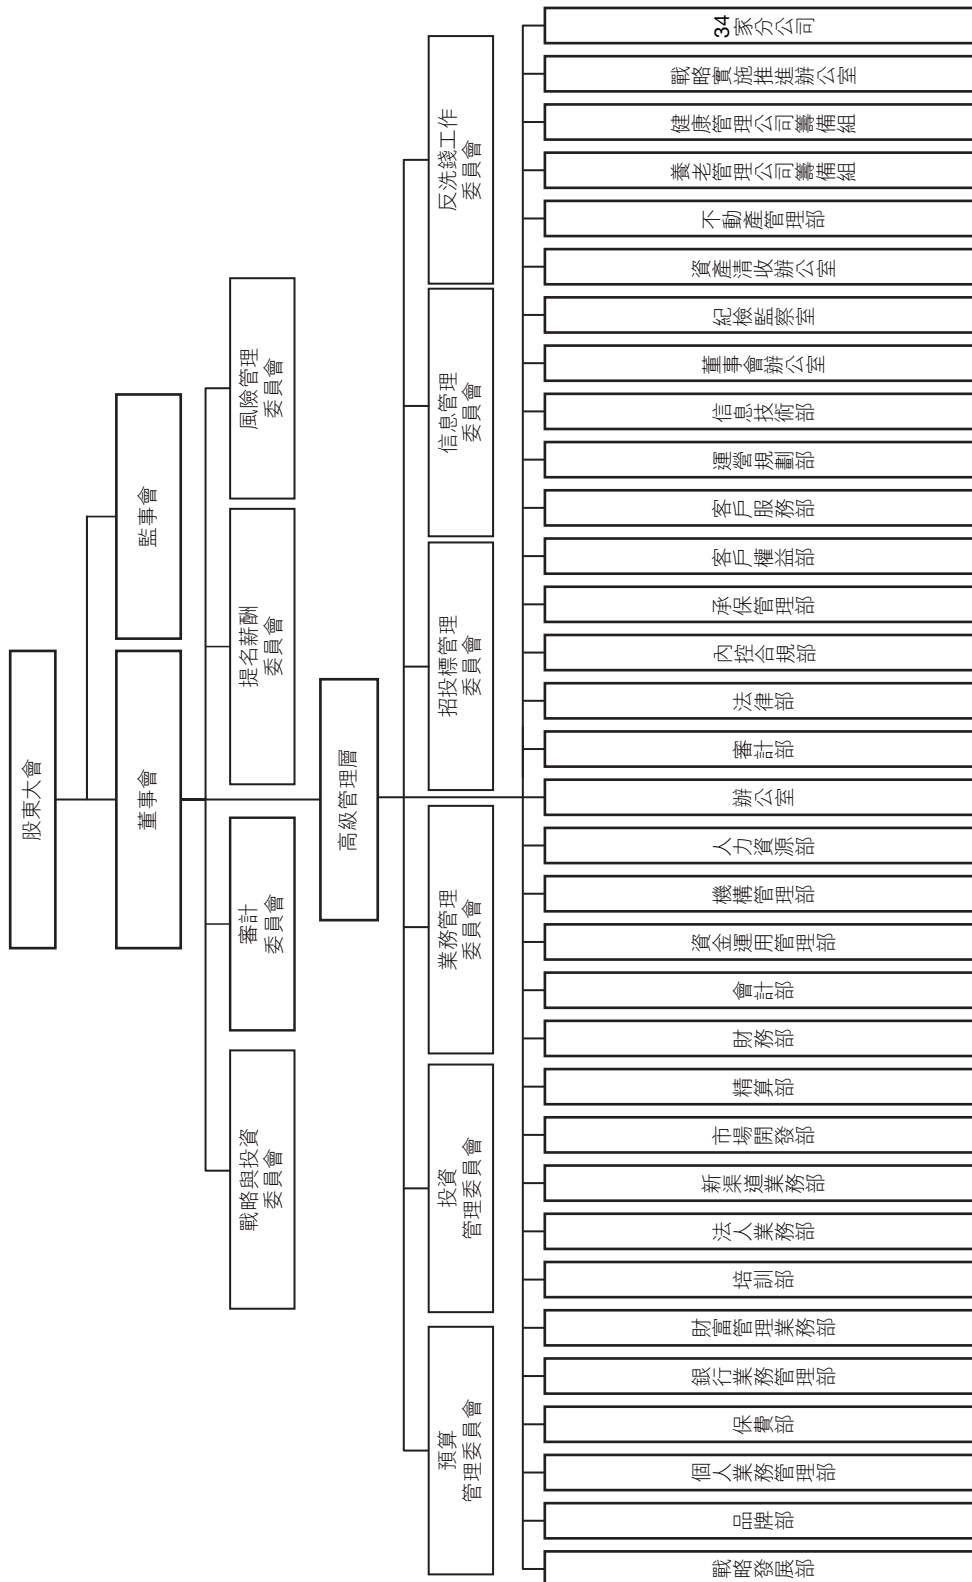 股東大會
董事會
監事會
戰略與投資
委員會
審計
委員會
提名薪酬
委員會
風險管理
委員會
高級管理層
預算
管理委員會
投資
管理委員會
業務管理
委員會
招投標管理
委員會
信息管理
委員會
反洗錢工作
委員會
戰略發展部
品牌部
個人業務管理部
保費部
銀行業務管理部
財富管理業務部
培訓部
法人業務部
新渠道業務部
市場開發部
精算部
財務部
會計部
資金運用管理部
機構管理部
人力資源部
辦公室
審計部
法律部
內控合規部
承保管理部
客戶權益部
客戶服務部
運營規劃部
信息技術部
董事會辦公室
紀檢監察室
資產清收辦公室
不動產管理部
養老管理公司籌備組
健康管理公司籌備組
戰略實施推進辦公室
34家分公司